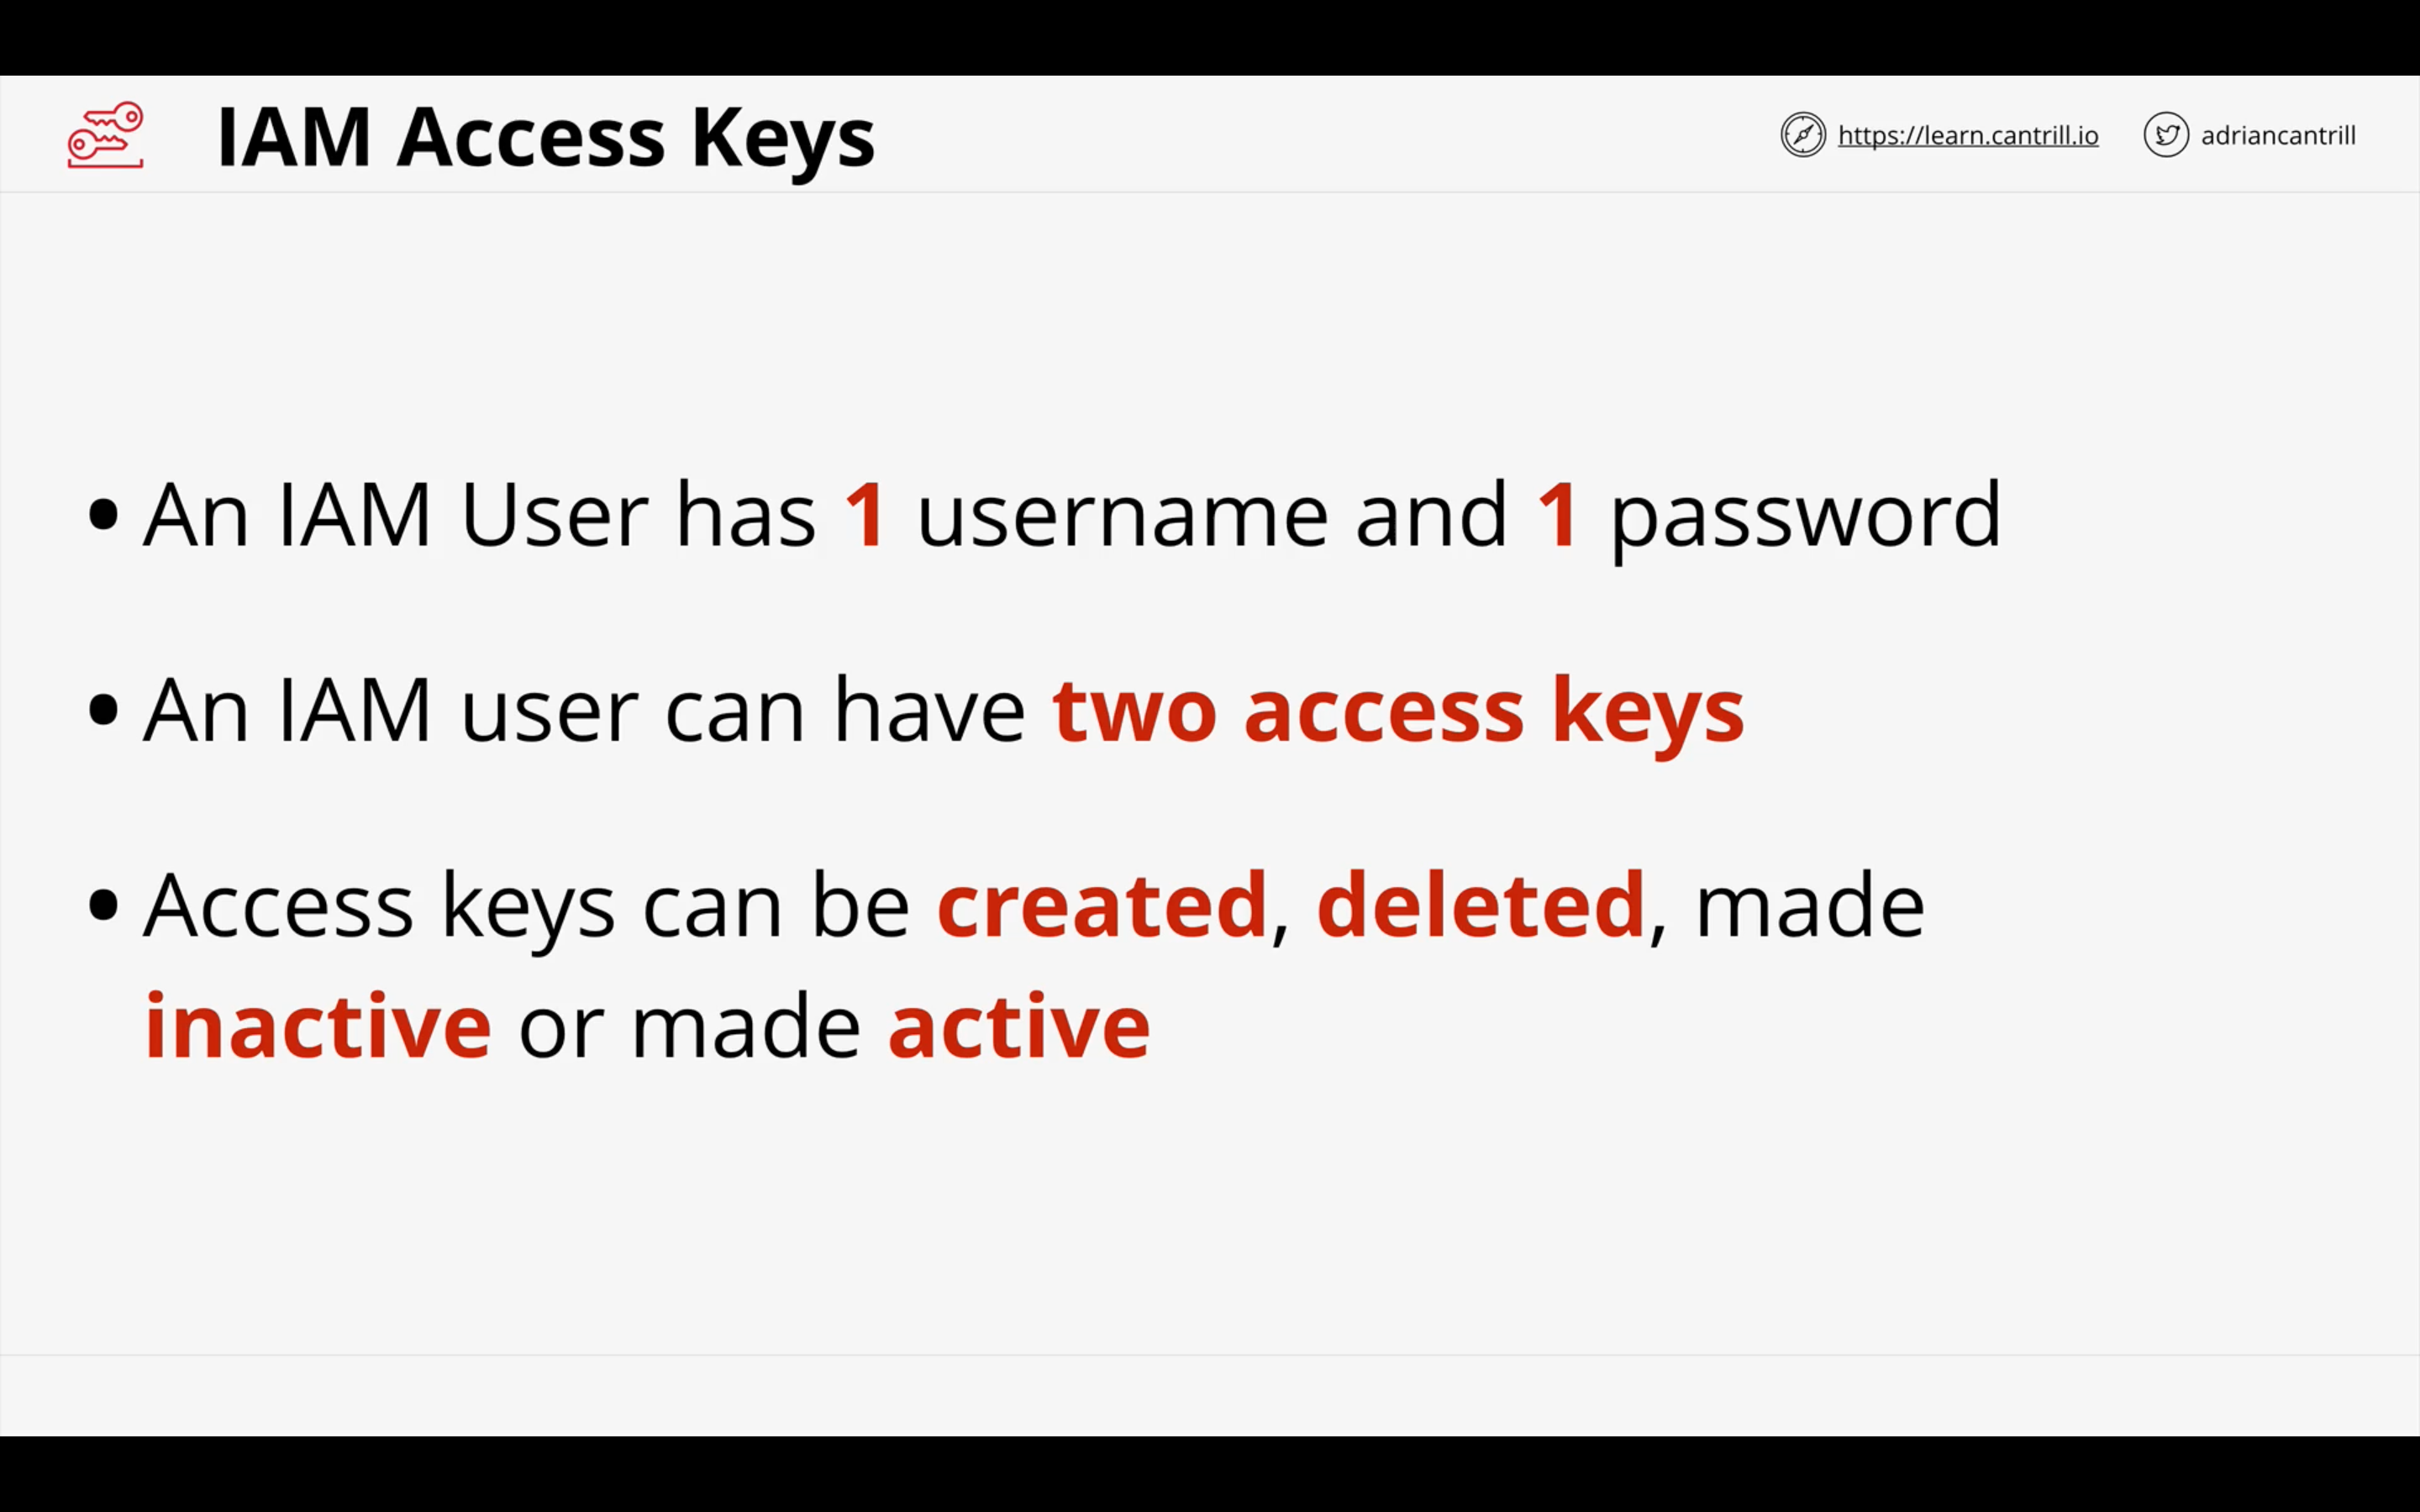 IAM Access Keys
https://learn.cantrill.io
adriancantrill
• An IAM User has 1 username and 1 password
• An IAM user can have two access keys
• Access keys can be created, deleted, made
inactive or made active